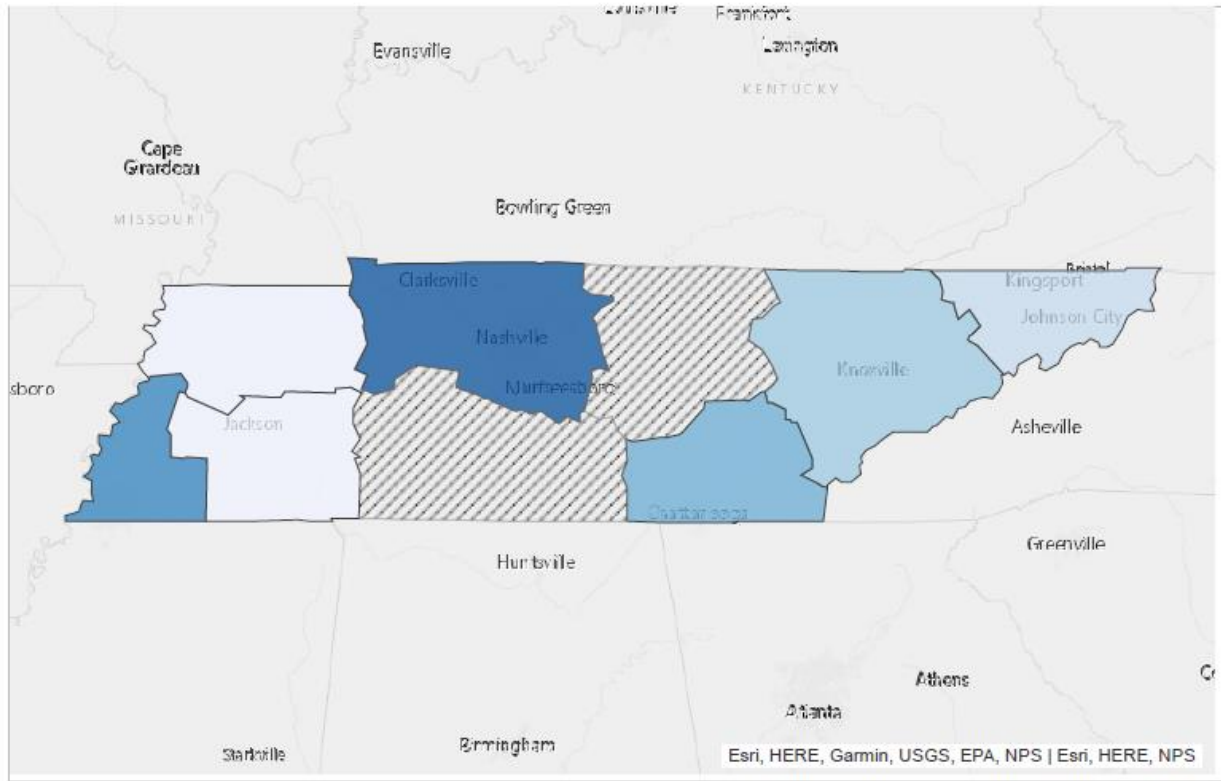 Frankfort
Evansville
Lexington
KENTUCKY
Cape
Girardeau
MISSOURI
Bowling Green
Bristol
Clarksville
Kingsport
Johnson City
Nashville
Knoxville
sboro
Murfreesboro
Jackson
Asheville
Chattanooga
Greenville
Huntsville
Athens
Atlanta
Birmingham
Starkville
Esri, HERE, Garmin, USGS, EPA, NPS | Esri, HERE, NPS